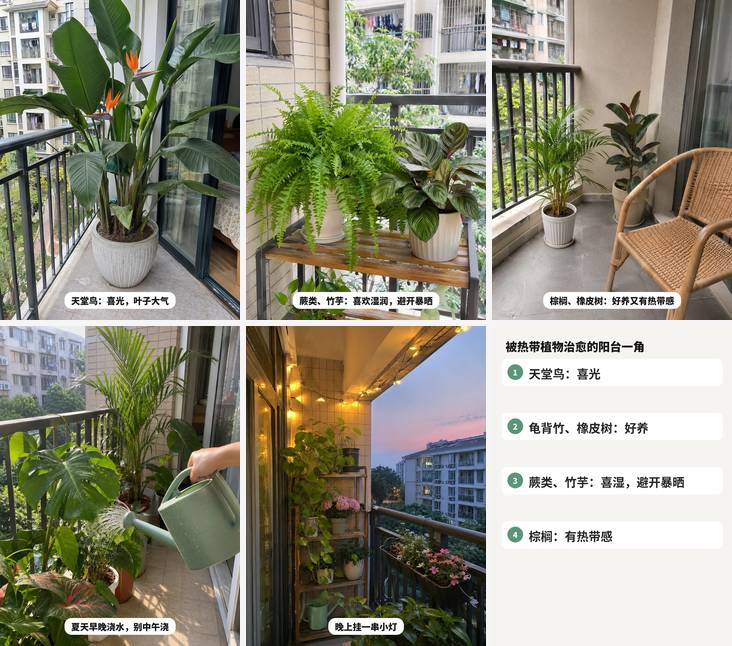 天堂鸟：喜光，叶子大气
蕨类、竹芋：喜欢湿润，避开暴晒
棕榈、橡皮树：好养又有热带感
夏天早晚浇水，别中午浇
晚上挂一串小灯
被热带植物治愈的阳台一角
1 天堂鸟：喜光
2 龟背竹、橡皮树：好养
3 蕨类、竹芋：喜湿，避开暴晒
4 棕榈：有热带感